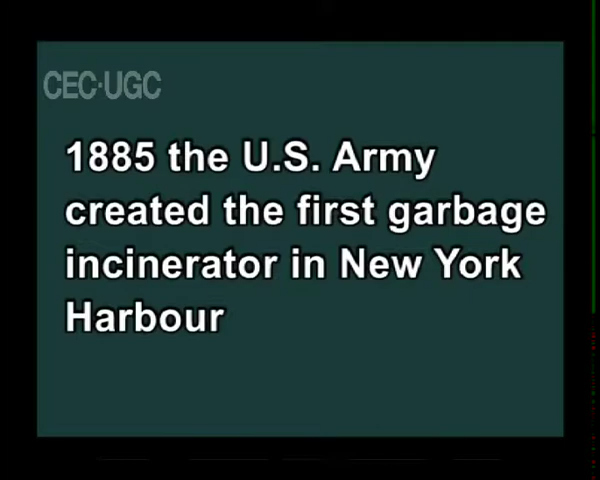 CEC·UGC
1885 the U.S. Army
created the first garbage
incinerator in New York
Harbour